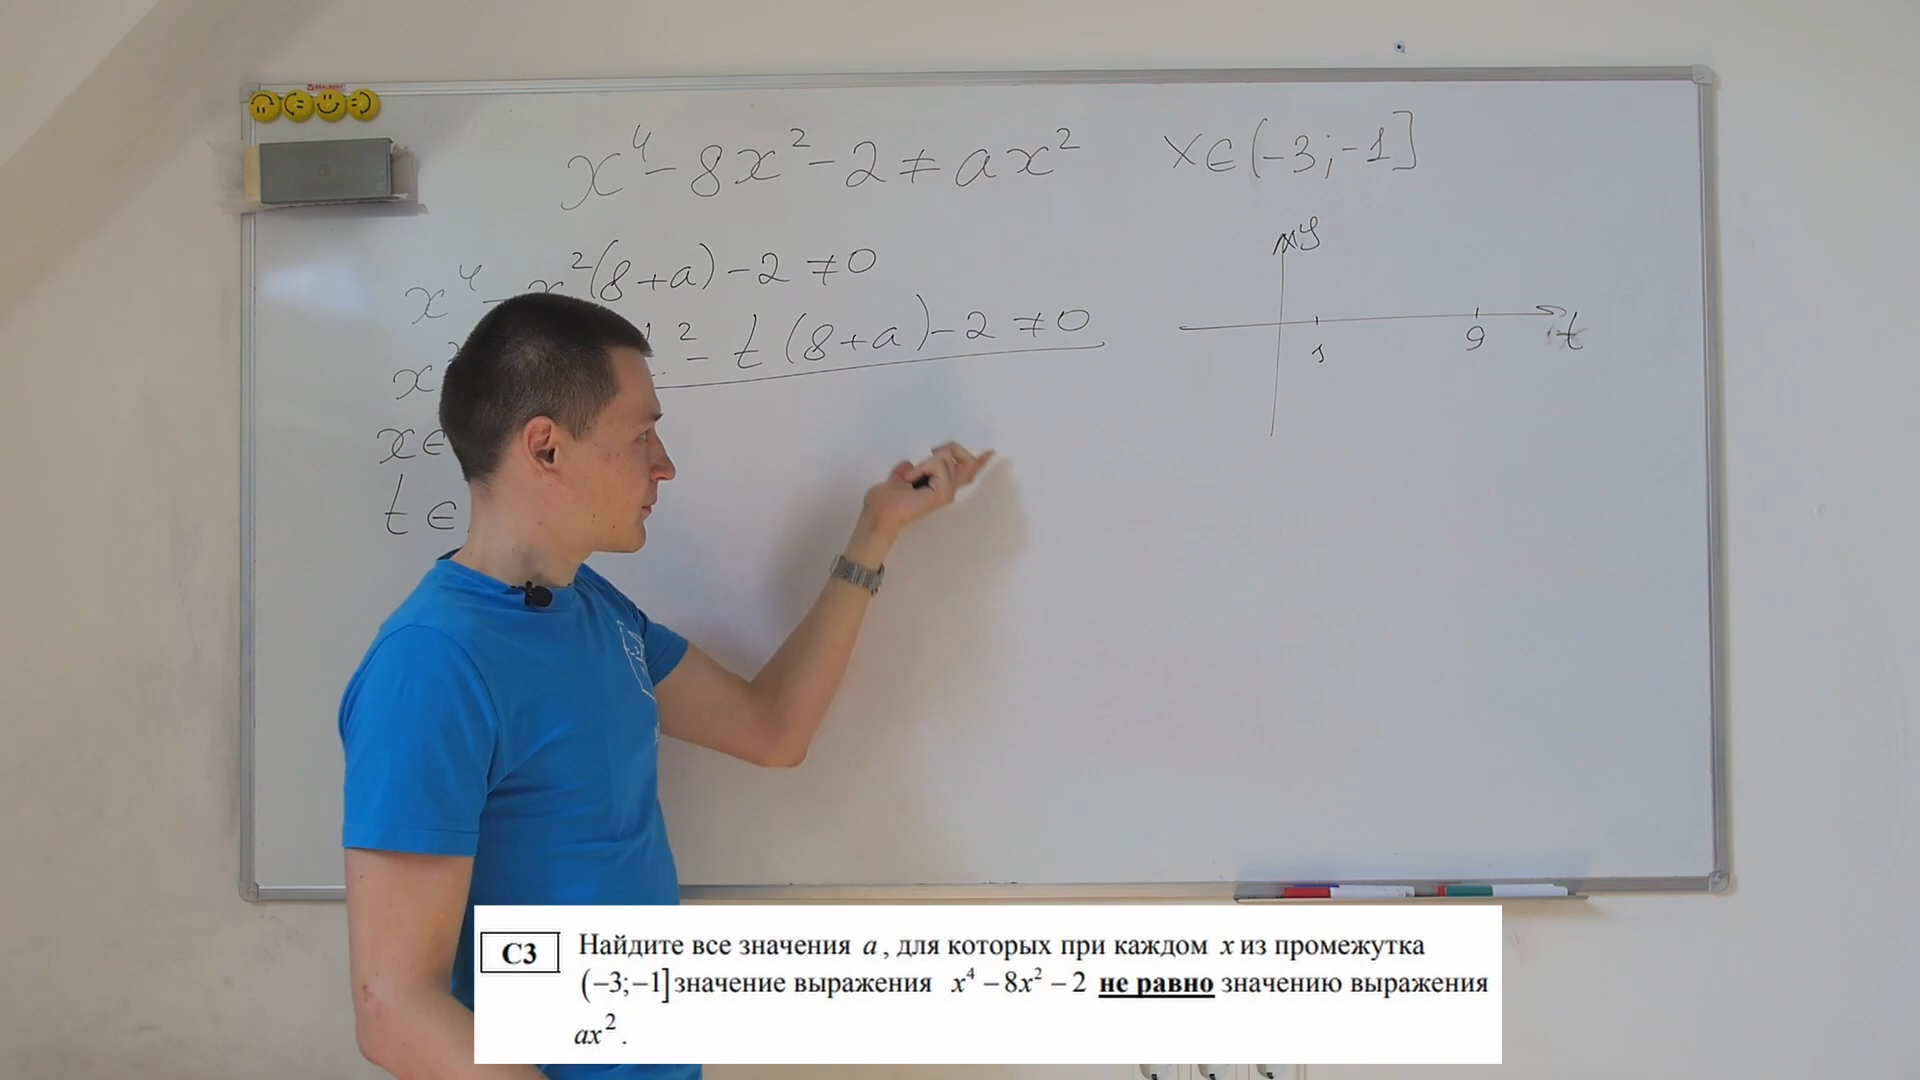 x⁴ - 8x² - 2 ≠ ax² x ∈ (-3; -1]
x⁴ - x²(8+a) - 2 ≠ 0
y
t² - t(8+a) - 2 ≠ 0
1 9 t
x ∈
t ∈
C3 Найдите все значения a, для которых при каждом x из промежутка
(−3;−1] значение выражения x⁴ − 8x² − 2 не равно значению выражения
ax².